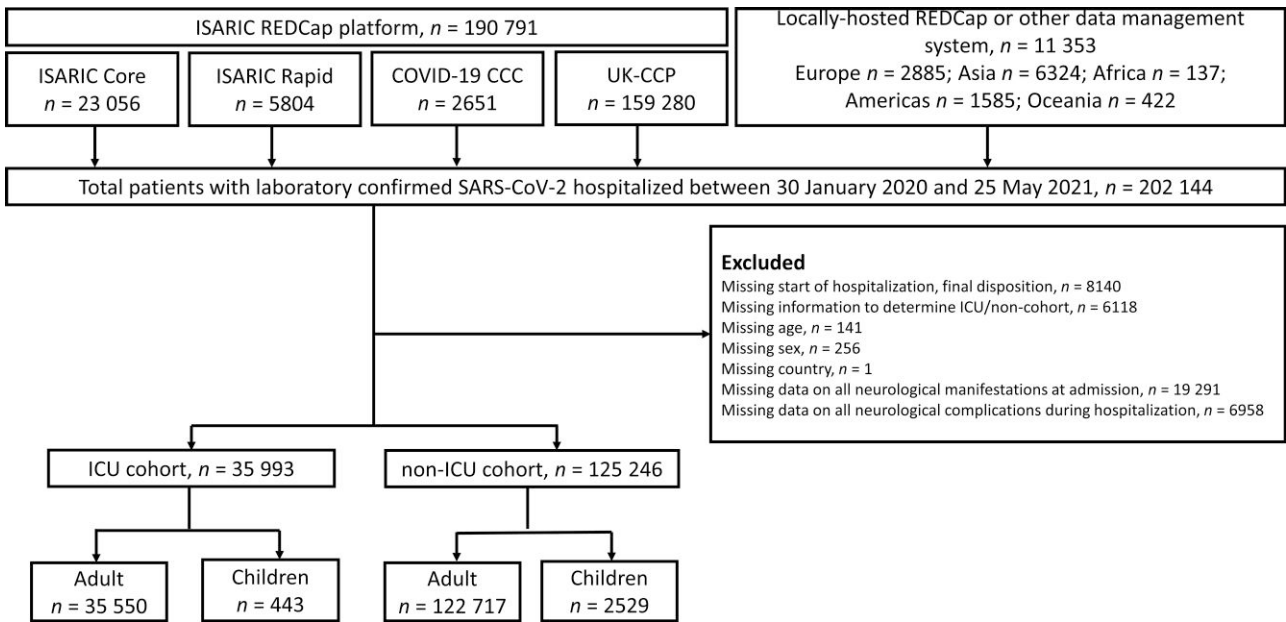 ISARIC REDCap platform, n = 190 791
Locally-hosted REDCap or other data management
system, n = 11 353
Europe n = 2885; Asia n = 6324; Africa n = 137;
Americas n = 1585; Oceania n = 422
ISARIC Core
n = 23 056
ISARIC Rapid
n = 5804
COVID-19 CCC
n = 2651
UK-CCP
n = 159 280
Total patients with laboratory confirmed SARS-CoV-2 hospitalized between 30 January 2020 and 25 May 2021, n = 202 144
Excluded
Missing start of hospitalization, final disposition, n = 8140
Missing information to determine ICU/non-cohort, n = 6118
Missing age, n = 141
Missing sex, n = 256
Missing country, n = 1
Missing data on all neurological manifestations at admission, n = 19 291
Missing data on all neurological complications during hospitalization, n = 6958
ICU cohort, n = 35 993
non-ICU cohort, n = 125 246
Adult
n = 35 550
Children
n = 443
Adult
n = 122 717
Children
n = 2529